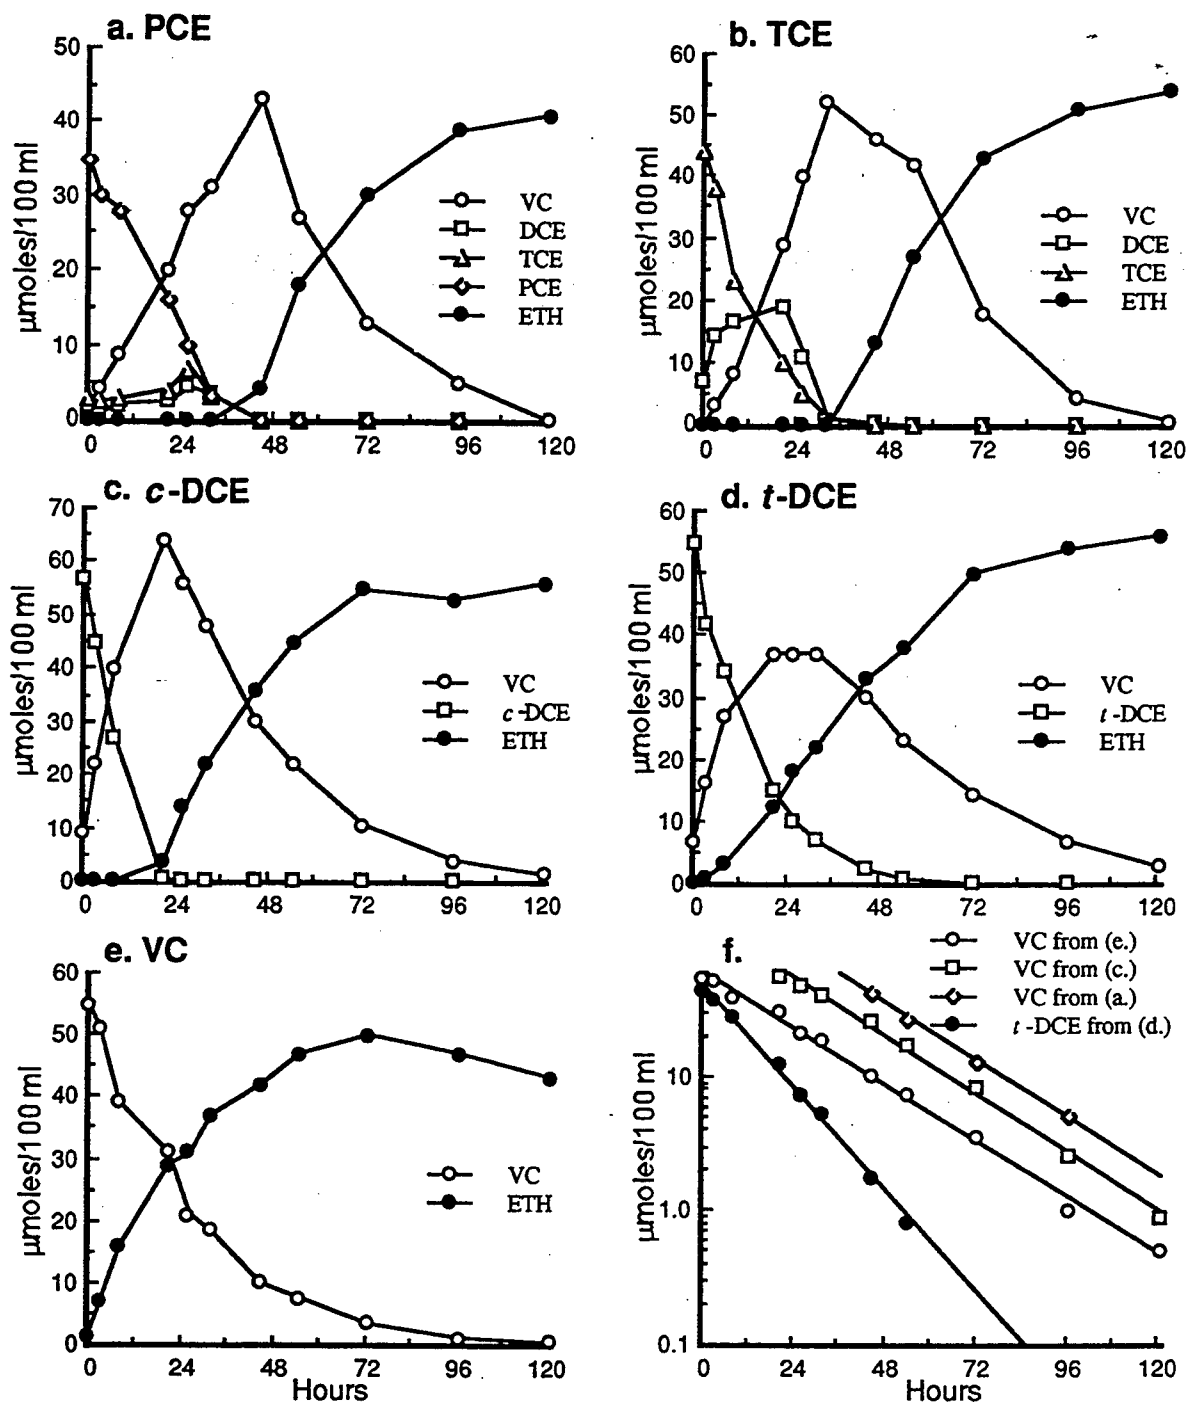 a. PCE
50
40
30
20
10
0
µmoles/100 ml
VC
DCE
TCE
PCE
ETH
0 24 48 72 96 120
b. TCE
60
50
40
30
20
10
0
µmoles/100 ml
VC
DCE
TCE
ETH
0 24 48 72 96 120
c. c-DCE
70
60
50
40
30
20
10
0
µmoles/100 ml
VC
c-DCE
ETH
0 24 48 72 96 120
d. t-DCE
60
50
40
30
20
10
0
µmoles/100 ml
VC
t-DCE
ETH
0 24 48 72 96 120
e. VC
60
50
40
30
20
10
0
µmoles/100 ml
VC
ETH
0 24 48 72 96 120
Hours
f.
VC from (e.)
VC from (c.)
VC from (a.)
t-DCE from (d.)
10
1.0
0.1
µmoles/100 ml
0 24 48 72 96 120
Hours